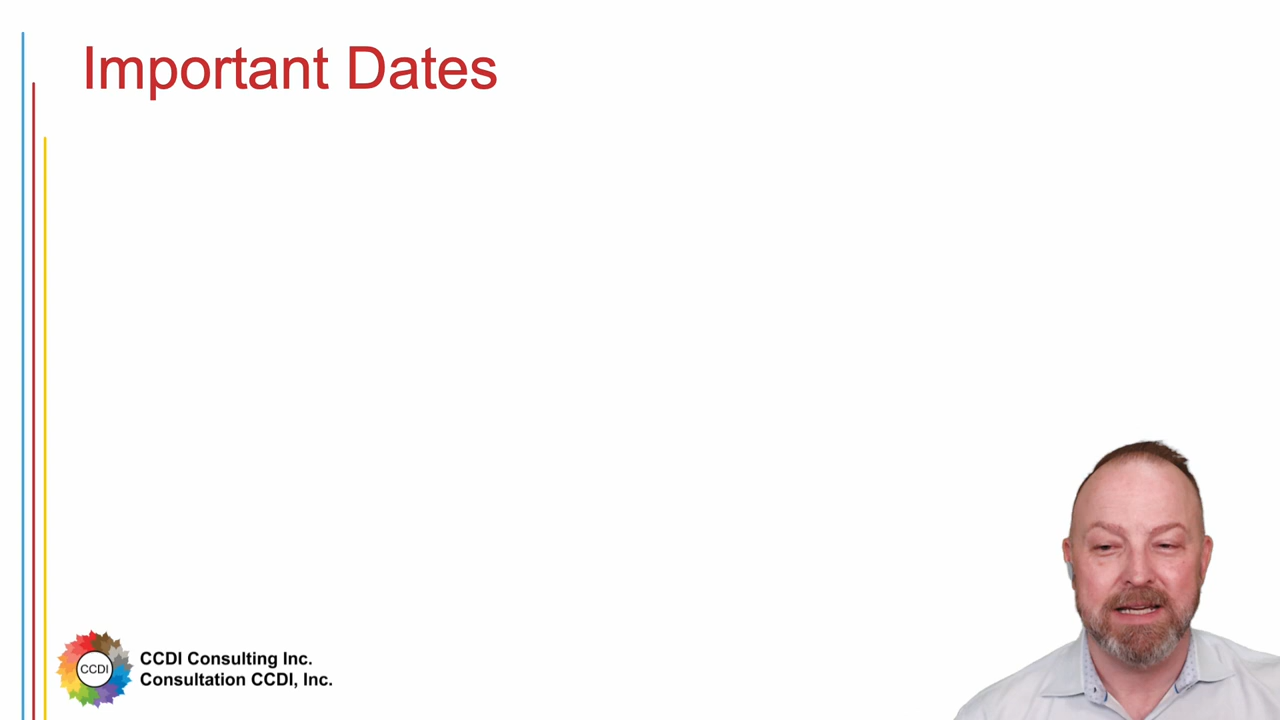 Important Dates
CCDI
CCDI Consulting Inc.
Consultation CCDI, Inc.